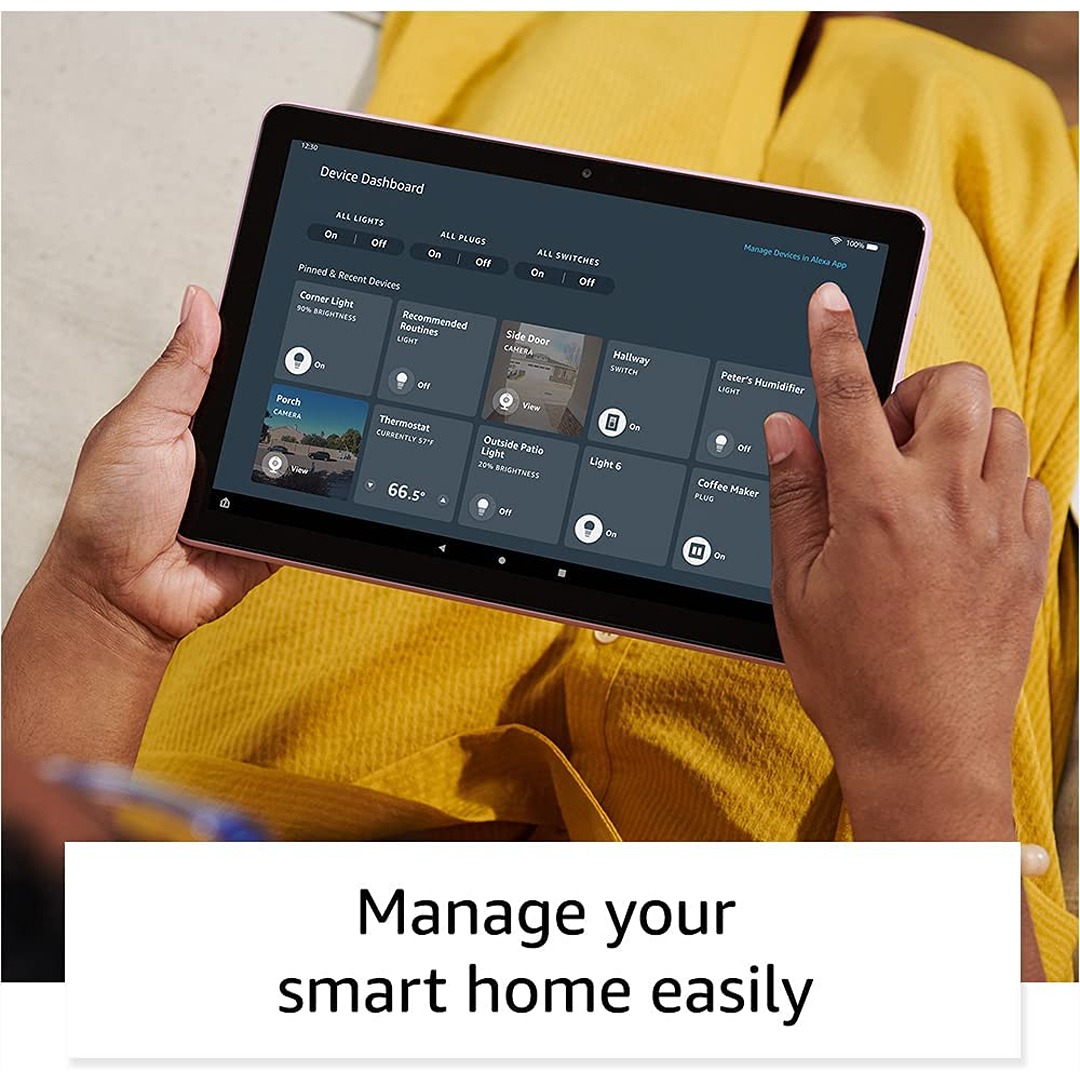 12:30
100%
Device Dashboard
Manage Devices in Alexa App
ALL LIGHTS
On | Off
ALL PLUGS
On | Off
ALL SWITCHES
On | Off
Pinned & Recent Devices
Corner Light
90% BRIGHTNESS
On
Recommended
Routines
LIGHT
Off
Side Door
CAMERA
View
Hallway
SWITCH
On
Peter's Humidifier
LIGHT
Off
Porch
CAMERA
View
Thermostat
CURRENTLY 57°F
66.5°
Outside Patio
Light
20% BRIGHTNESS
Off
Light 6
On
Coffee Maker
PLUG
On
Manage your
smart home easily